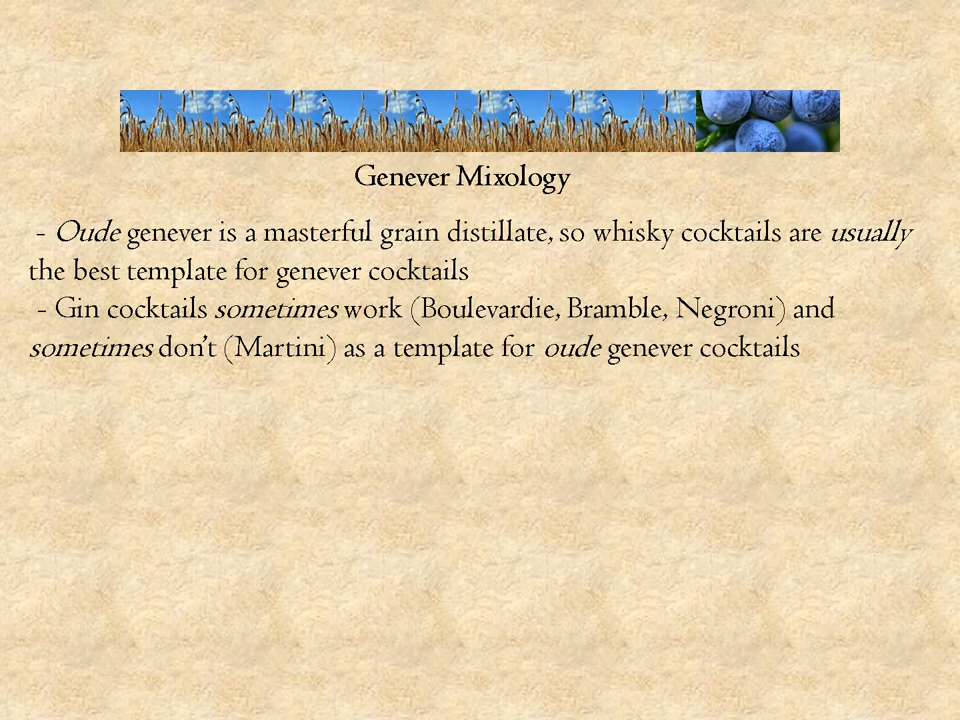 Genever Mixology
- Oude genever is a masterful grain distillate, so whisky cocktails are usually
the best template for genever cocktails
- Gin cocktails sometimes work (Boulevardie, Bramble, Negroni) and
sometimes don't (Martini) as a template for oude genever cocktails